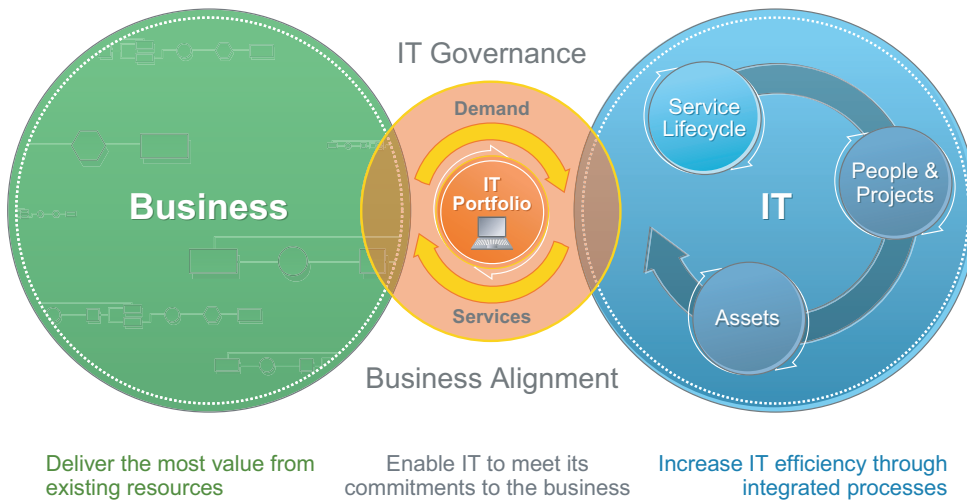 IT Governance
Demand
Business
IT
Portfolio
Services
Business Alignment
Service
Lifecycle
People &
Projects
IT
Assets
Deliver the most value from
existing resources
Enable IT to meet its
commitments to the business
Increase IT efficiency through
integrated processes